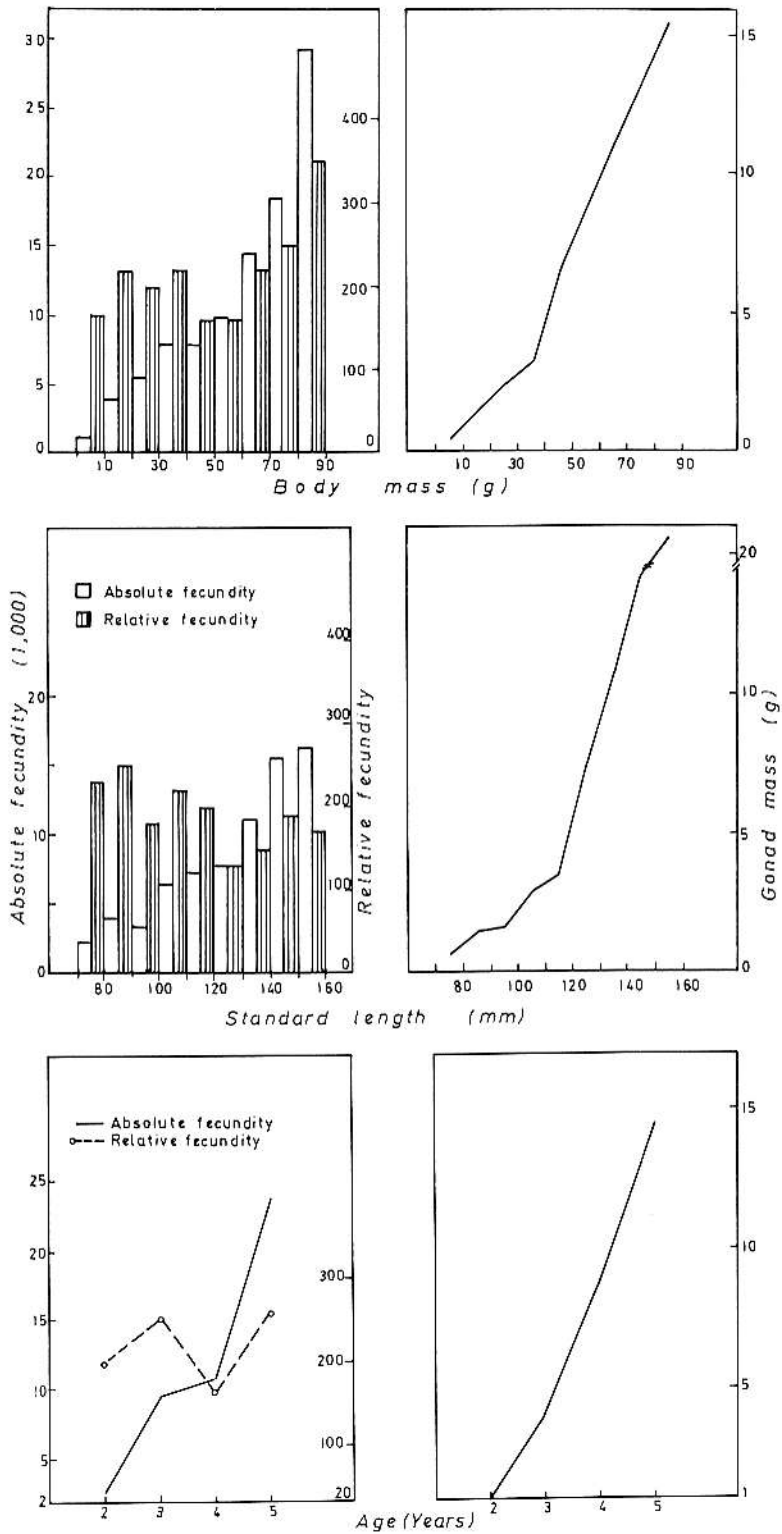 30
25
20
15
10
5
0
400
300
200
100
0
15
10
5
0
10 30 50 70 90
10 30 50 70 90
Body mass (g)
Absolute fecundity
Relative fecundity
Absolute fecundity (1,000)
20
10
0
400
300
200
100
0
Relative fecundity
20
10
5
0
Gonad mass (g)
80 100 120 140 160
80 100 120 140 160
Standard length (mm)
Absolute fecundity
Relative fecundity
25
20
15
10
5
2
300
200
100
20
15
10
5
1
2 3 4 5
2 3 4 5
Age (Years)